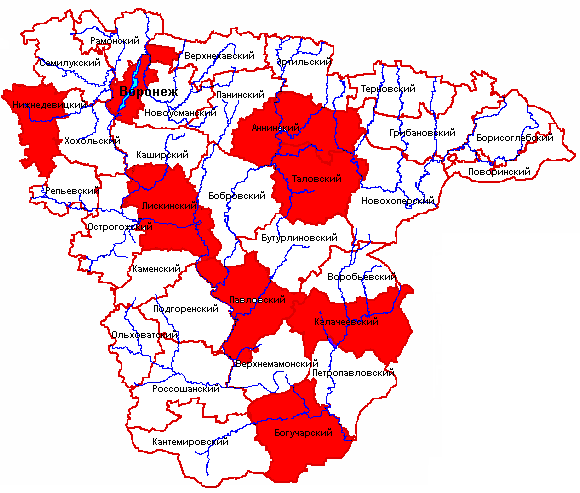 Рамонский
Семилукский
Верхнехавский
Эртильский
Нижнедевицкий
Воронеж
Панинский
Терновский
Новоусманский
Аннинский
Грибановский
Борисоглебский
Хохольский
Каширский
Поворинский
Таловский
Репьевский
Лискинский
Бобровский
Новохоперский
Острогожский
Бутурлиновский
Каменский
Воробьевский
Павловский
Подгоренский
Калачеевский
Ольховатский
Верхнемамонский
Петропавловский
Россошанский
Богучарский
Кантемировский